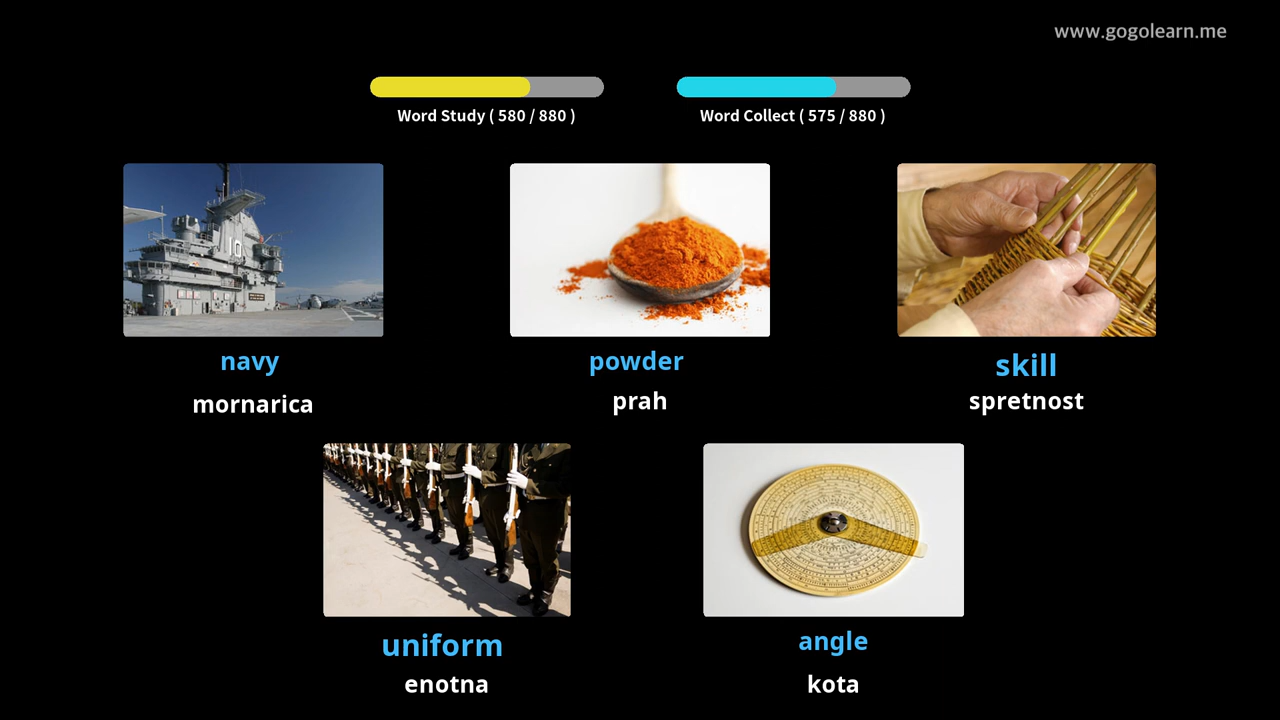 www.gogolearn.me
Word Study ( 580 / 880 )
Word Collect ( 575 / 880 )
10
navy
mornarica
powder
prah
skill
spretnost
uniform
enotna
angle
kota